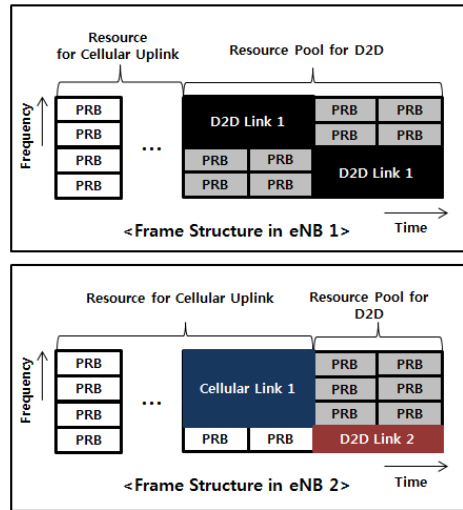 Resource
for Cellular Uplink
Resource Pool for D2D
Frequency
PRB
PRB
PRB
PRB
...
D2D Link 1
PRB PRB
PRB PRB
PRB PRB
PRB PRB
D2D Link 1
<Frame Structure in eNB 1>
Time
Resource for Cellular Uplink
Resource Pool for
D2D
Frequency
PRB
PRB
PRB
PRB
...
Cellular Link 1
PRB PRB
PRB PRB
PRB PRB
PRB PRB
D2D Link 2
<Frame Structure in eNB 2>
Time